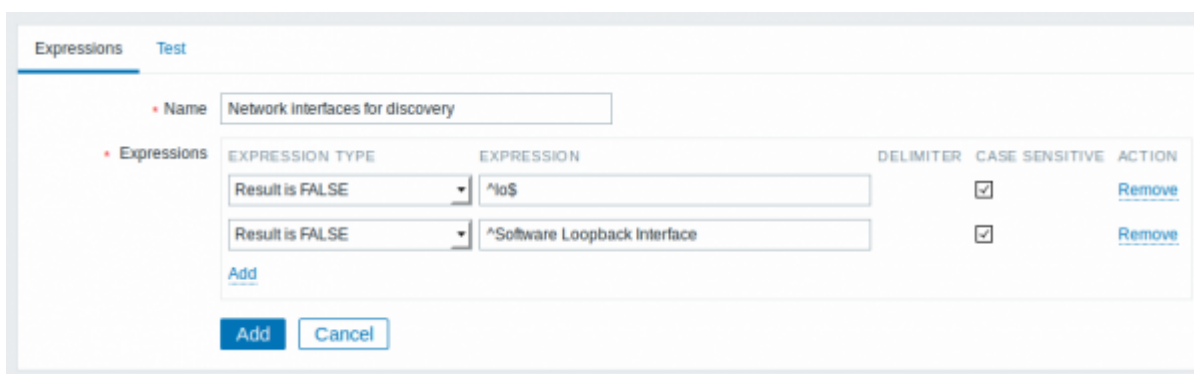 Expressions Test
* Name Network interfaces for discovery
* Expressions EXPRESSION TYPE EXPRESSION DELIMITER CASE SENSITIVE ACTION
Result is FALSE ^lo$ Remove
Result is FALSE ^Software Loopback Interface Remove
Add
Add Cancel